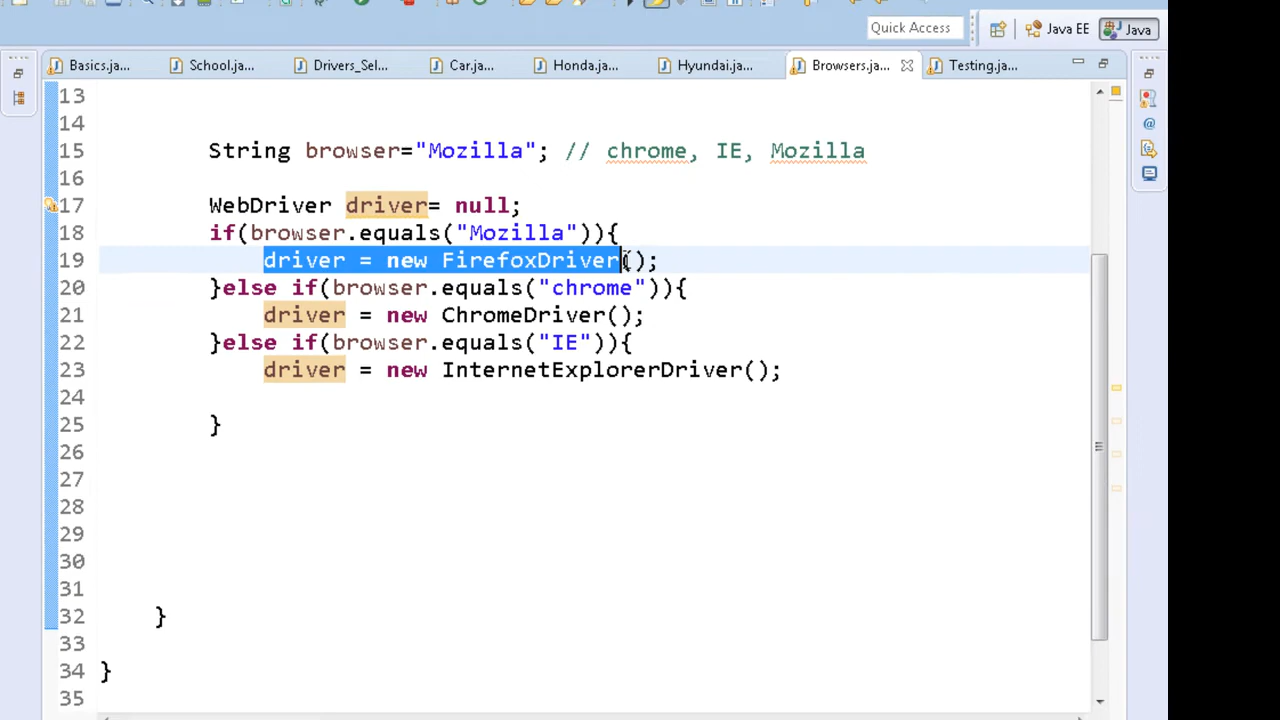 Quick Access
Java EE
Java
Basics.ja...
School.ja...
Drivers_Sel...
Car.ja...
Honda.ja...
Hyundai.ja...
Browsers.ja...
Testing.ja...
13
14
15 String browser="Mozilla"; // chrome, IE, Mozilla
16
17 WebDriver driver= null;
18 if(browser.equals("Mozilla")){
19 driver = new FirefoxDriver();
20 }else if(browser.equals("chrome")){
21 driver = new ChromeDriver();
22 }else if(browser.equals("IE")){
23 driver = new InternetExplorerDriver();
24
25 }
26
27
28
29
30
31
32 }
33
34 }
35